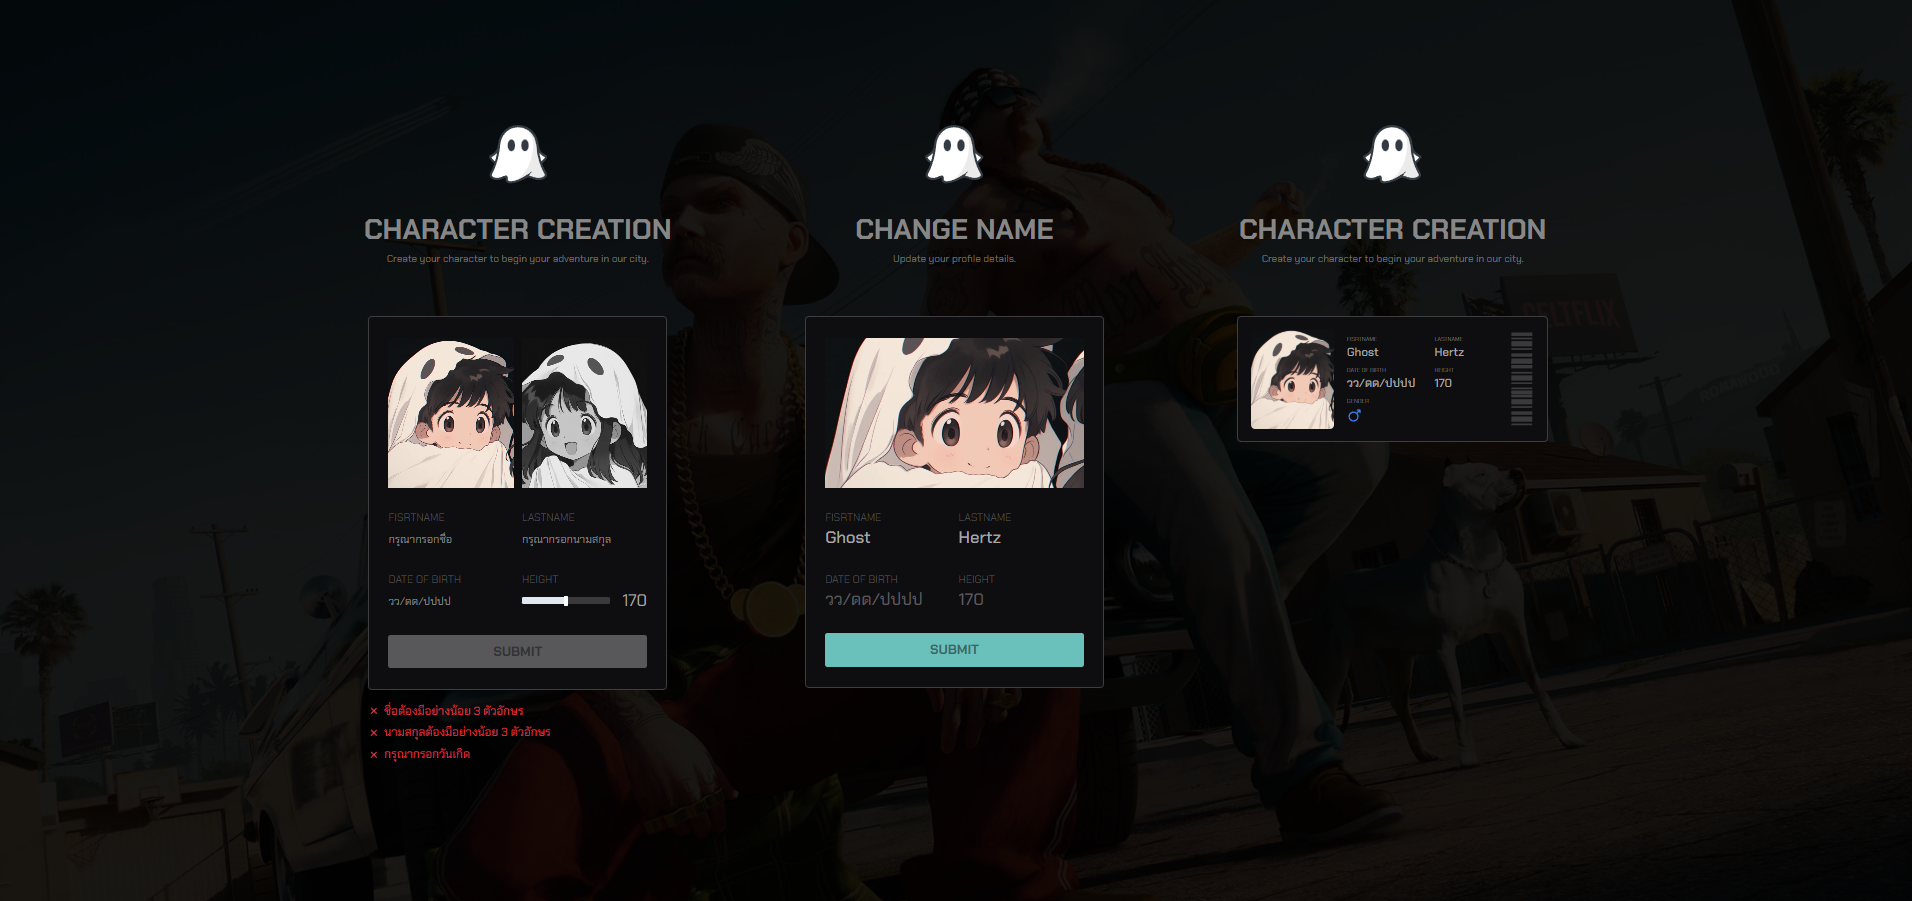 CHARACTER CREATION
Create your character to begin your adventure in our city.
FISRTNAME
LASTNAME
กรุณากรอกชื่อ
กรุณากรอกนามสกุล
DATE OF BIRTH
HEIGHT
วว/ดด/ปปปป
170
SUBMIT
× ชื่อต้องมีอย่างน้อย 3 ตัวอักษร
× นามสกุลต้องมีอย่างน้อย 3 ตัวอักษร
× กรุณากรอกวันเกิด
CHANGE NAME
Update your profile details.
FISRTNAME
LASTNAME
Ghost
Hertz
DATE OF BIRTH
HEIGHT
วว/ดด/ปปปป
170
SUBMIT
CHARACTER CREATION
Create your character to begin your adventure in our city.
FISRTNAME
LASTNAME
Ghost
Hertz
DATE OF BIRTH
HEIGHT
วว/ดด/ปปปป
170
GENDER